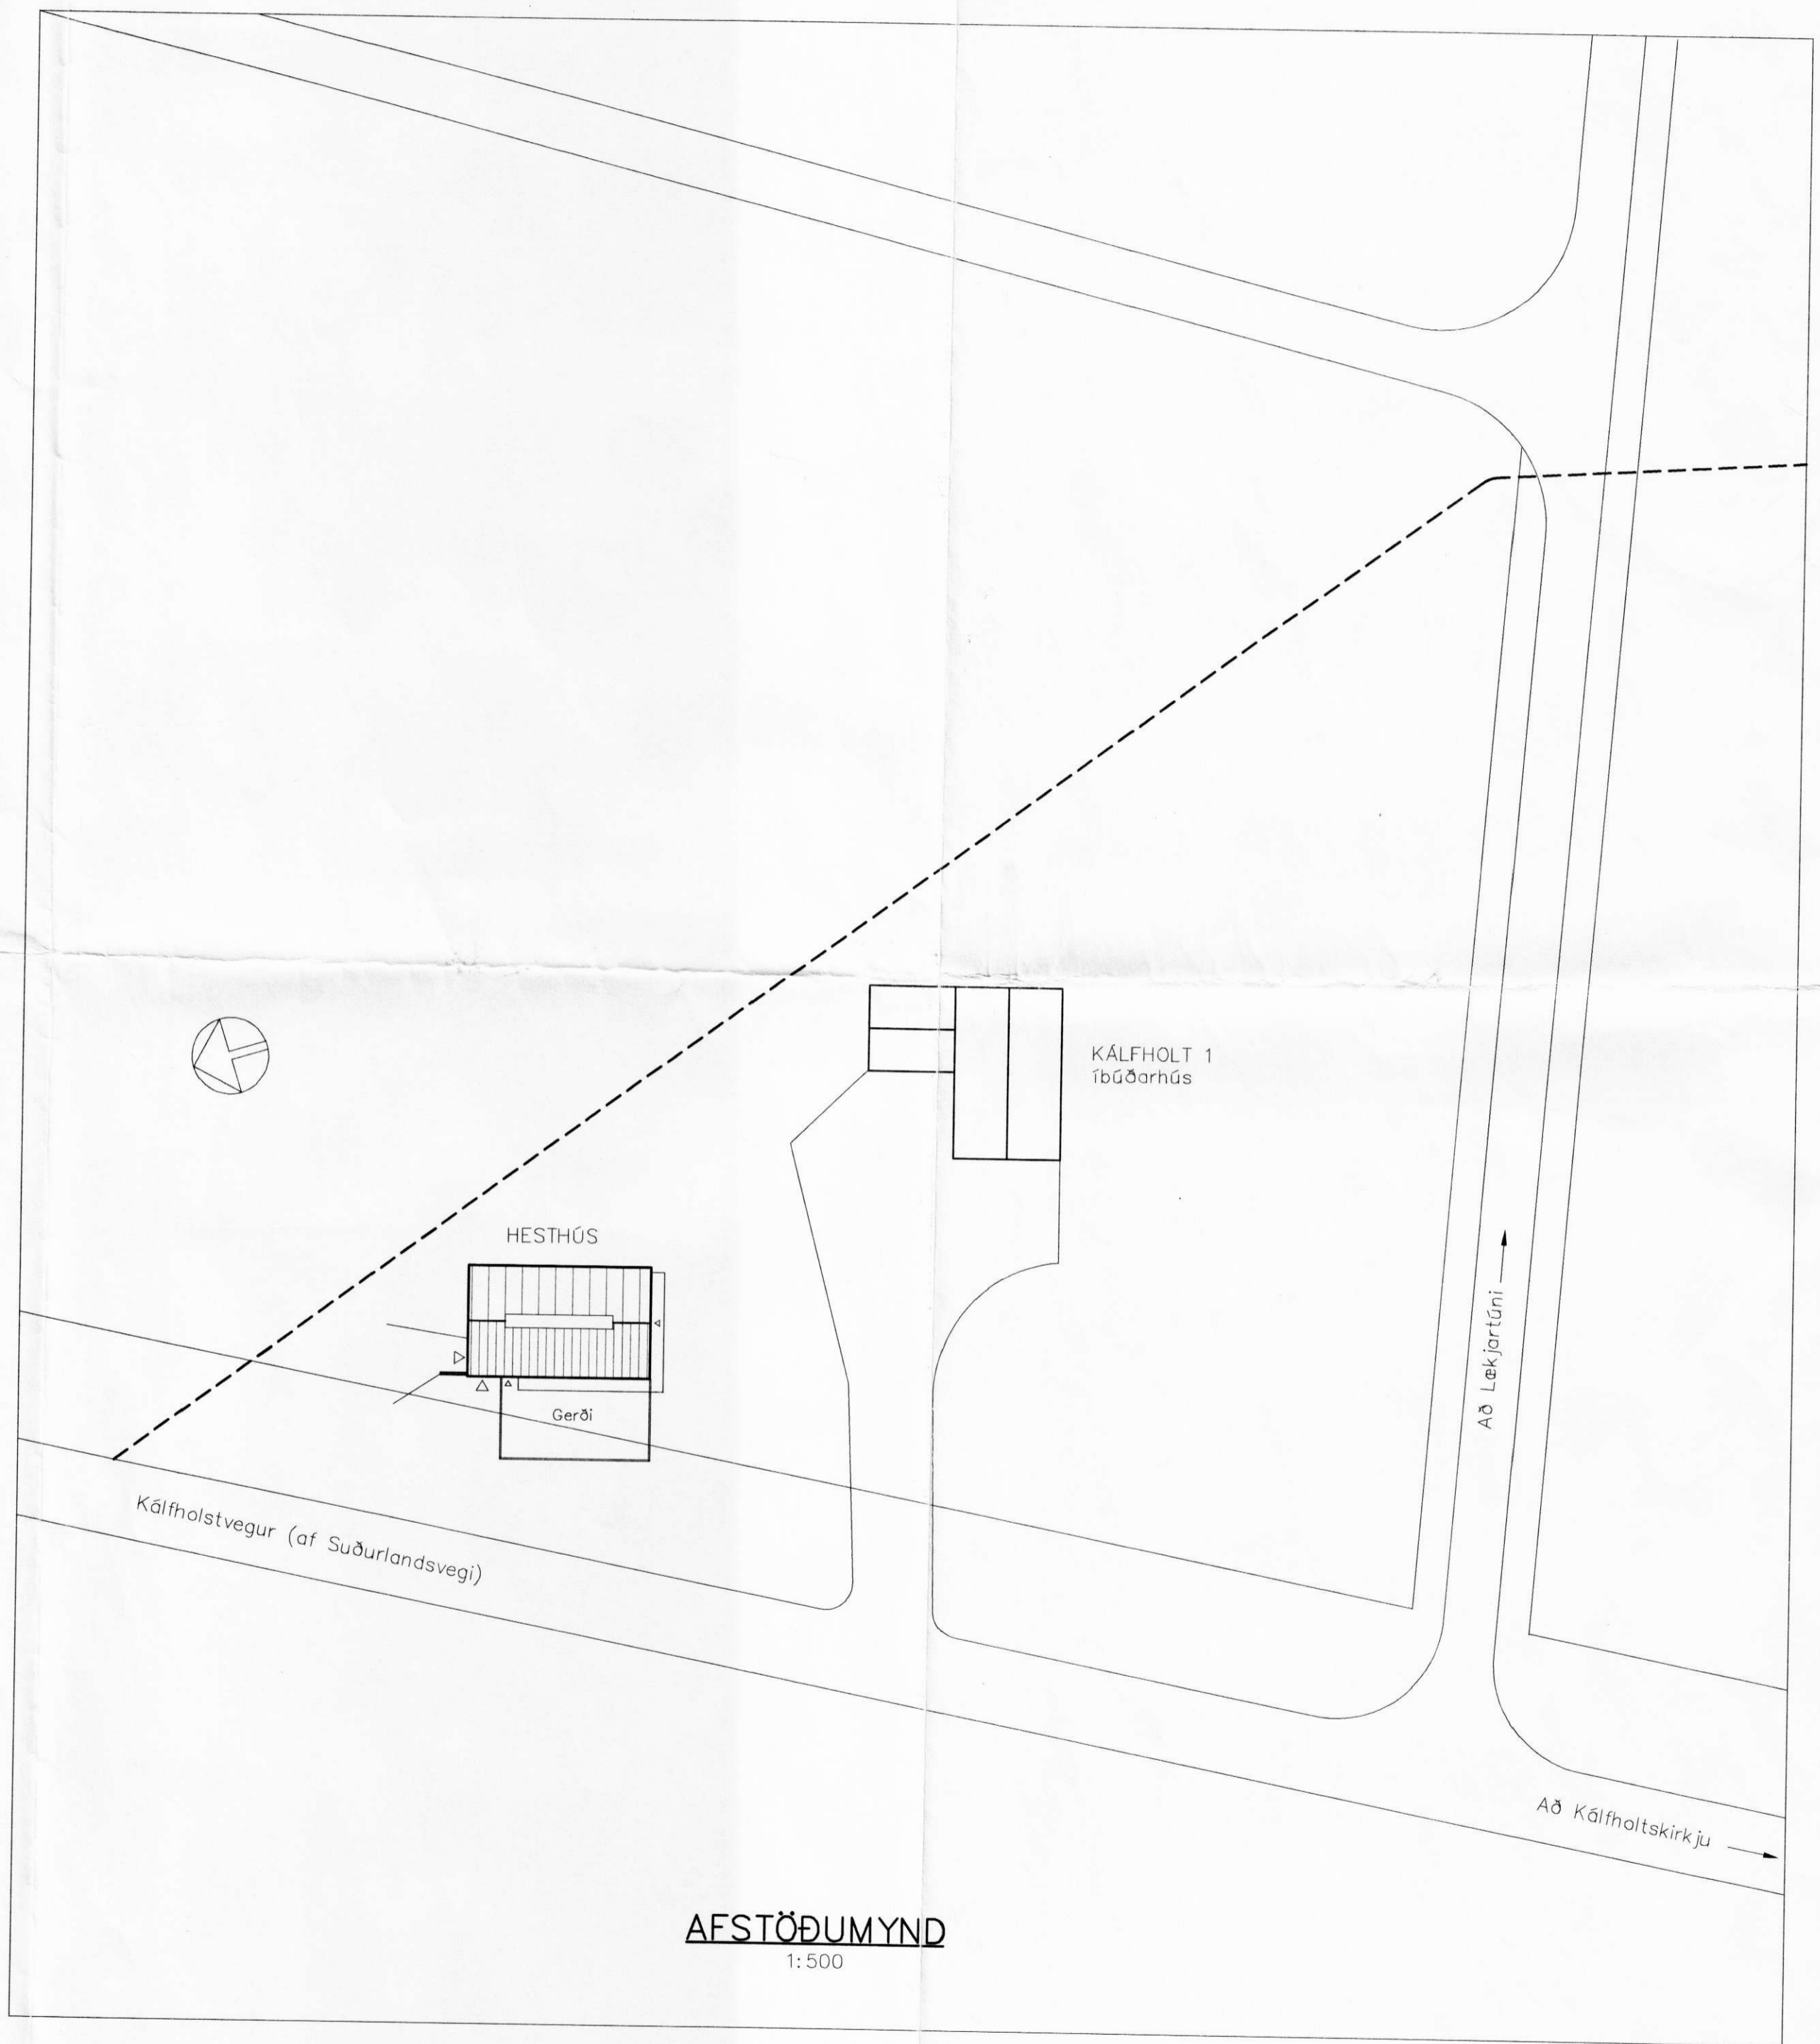 KÁLFHOLT 1
íbúðarhús
HESTHÚS
Gerði
Að Lækjartúni
Kálfholstvegur (af Suðurlandsvegi)
Að Kálfholtskirkju
AFSTÖÐUMYND
1:500